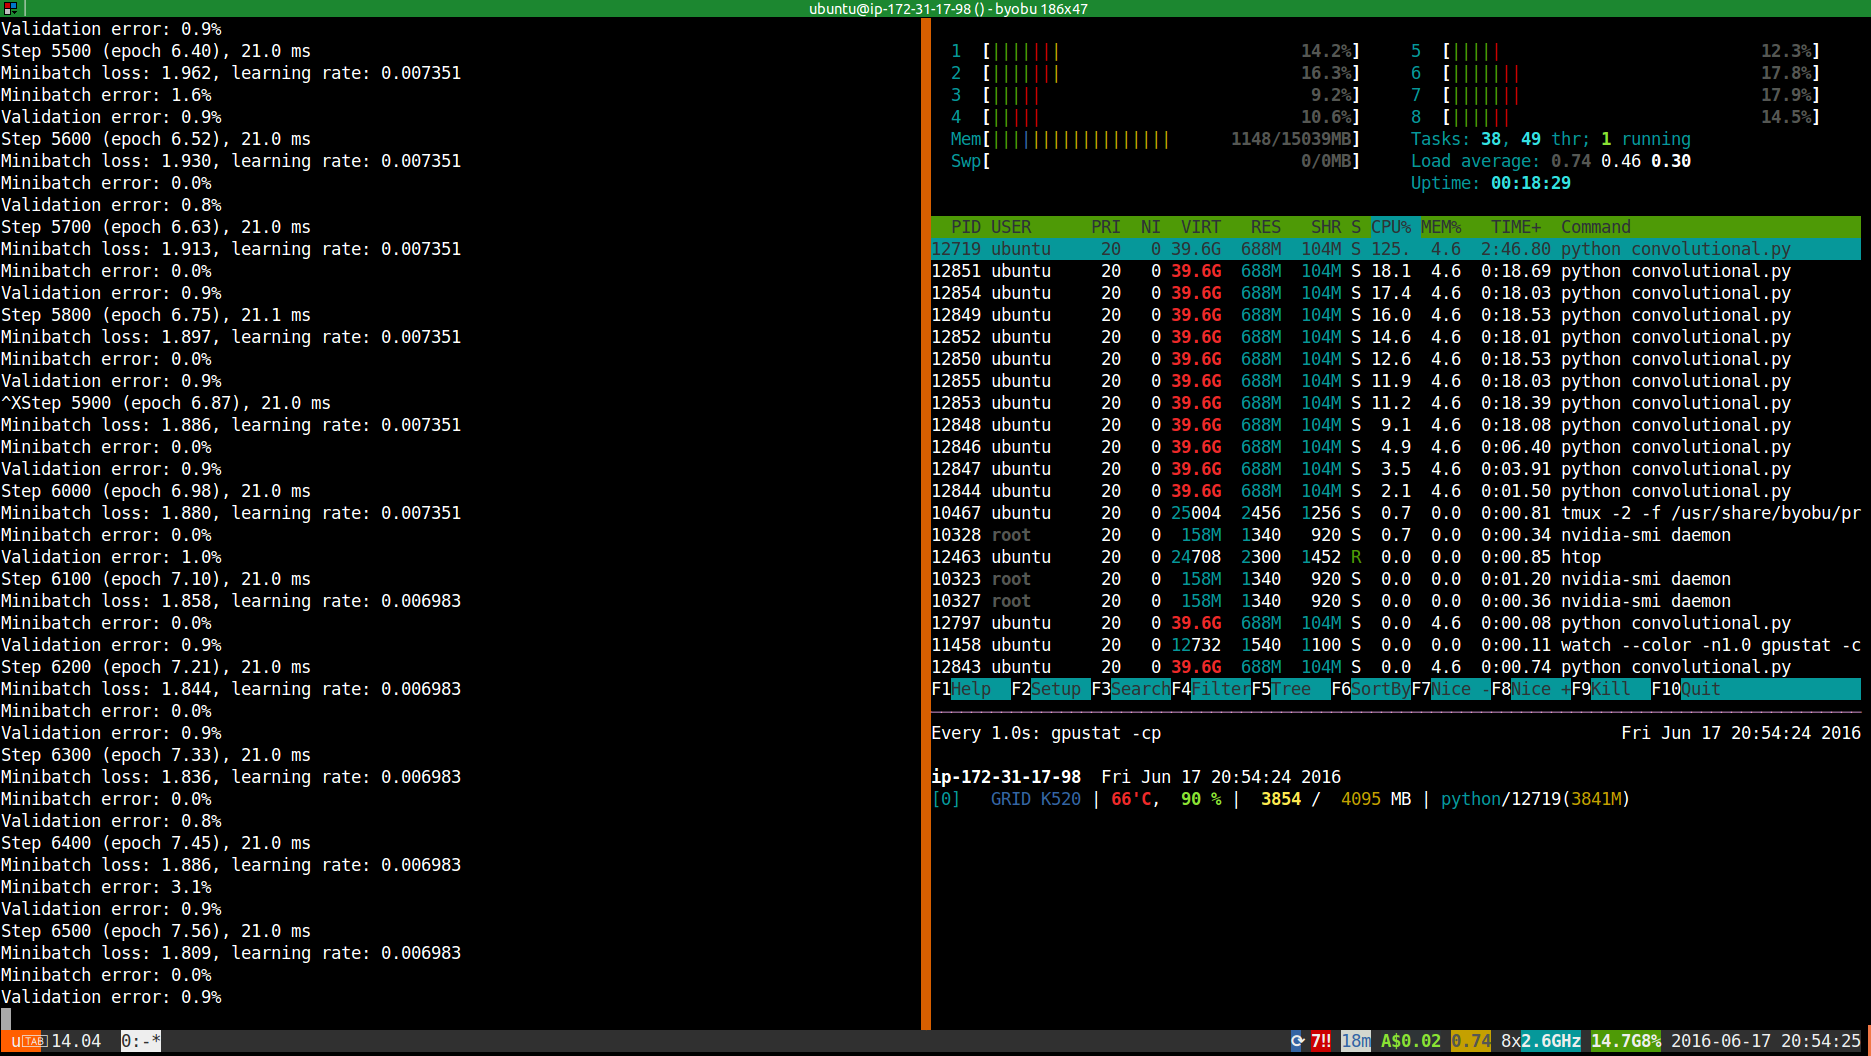 ubuntu@ip-172-31-17-98 () - byobu 186x47
Validation error: 0.9%
Step 5500 (epoch 6.40), 21.0 ms
Minibatch loss: 1.962, learning rate: 0.007351
Minibatch error: 1.6%
Validation error: 0.9%
Step 5600 (epoch 6.52), 21.0 ms
Minibatch loss: 1.930, learning rate: 0.007351
Minibatch error: 0.0%
Validation error: 0.8%
Step 5700 (epoch 6.63), 21.0 ms
Minibatch loss: 1.913, learning rate: 0.007351
Minibatch error: 0.0%
Validation error: 0.9%
Step 5800 (epoch 6.75), 21.1 ms
Minibatch loss: 1.897, learning rate: 0.007351
Minibatch error: 0.0%
Validation error: 0.9%
^XStep 5900 (epoch 6.87), 21.0 ms
Minibatch loss: 1.886, learning rate: 0.007351
Minibatch error: 0.0%
Validation error: 0.9%
Step 6000 (epoch 6.98), 21.0 ms
Minibatch loss: 1.880, learning rate: 0.007351
Minibatch error: 0.0%
Validation error: 1.0%
Step 6100 (epoch 7.10), 21.0 ms
Minibatch loss: 1.858, learning rate: 0.006983
Minibatch error: 0.0%
Validation error: 0.9%
Step 6200 (epoch 7.21), 21.0 ms
Minibatch loss: 1.844, learning rate: 0.006983
Minibatch error: 0.0%
Validation error: 0.9%
Step 6300 (epoch 7.33), 21.0 ms
Minibatch loss: 1.836, learning rate: 0.006983
Minibatch error: 0.0%
Validation error: 0.8%
Step 6400 (epoch 7.45), 21.0 ms
Minibatch loss: 1.886, learning rate: 0.006983
Minibatch error: 3.1%
Validation error: 0.9%
Step 6500 (epoch 7.56), 21.0 ms
Minibatch loss: 1.809, learning rate: 0.006983
Minibatch error: 0.0%
Validation error: 0.9%
1 [||||||| 14.2%] 5 [||||| 12.3%]
2 [||||||| 16.3%] 6 [||||||| 17.8%]
3 [||||| 9.2%] 7 [||||||| 17.9%]
4 [||||| 10.6%] 8 [|||||| 14.5%]
Mem[|||||||||||||||||| 1148/15039MB] Tasks: 38, 49 thr; 1 running
Swp[ 0/0MB] Load average: 0.74 0.46 0.30
Uptime: 00:18:29
PID USER PRI NI VIRT RES SHR S CPU% MEM% TIME+ Command
12719 ubuntu 20 0 39.6G 688M 104M S 125. 4.6 2:46.80 python convolutional.py
12851 ubuntu 20 0 39.6G 688M 104M S 18.1 4.6 0:18.69 python convolutional.py
12854 ubuntu 20 0 39.6G 688M 104M S 17.4 4.6 0:18.03 python convolutional.py
12849 ubuntu 20 0 39.6G 688M 104M S 16.0 4.6 0:18.53 python convolutional.py
12852 ubuntu 20 0 39.6G 688M 104M S 14.6 4.6 0:18.01 python convolutional.py
12850 ubuntu 20 0 39.6G 688M 104M S 12.6 4.6 0:18.53 python convolutional.py
12855 ubuntu 20 0 39.6G 688M 104M S 11.9 4.6 0:18.03 python convolutional.py
12853 ubuntu 20 0 39.6G 688M 104M S 11.2 4.6 0:18.39 python convolutional.py
12848 ubuntu 20 0 39.6G 688M 104M S 9.1 4.6 0:18.08 python convolutional.py
12846 ubuntu 20 0 39.6G 688M 104M S 4.9 4.6 0:06.40 python convolutional.py
12847 ubuntu 20 0 39.6G 688M 104M S 3.5 4.6 0:03.91 python convolutional.py
12844 ubuntu 20 0 39.6G 688M 104M S 2.1 4.6 0:01.50 python convolutional.py
10467 ubuntu 20 0 25004 2456 1256 S 0.7 0.0 0:00.81 tmux -2 -f /usr/share/byobu/pr
10328 root 20 0 158M 1340 920 S 0.7 0.0 0:00.34 nvidia-smi daemon
12463 ubuntu 20 0 24708 2300 1452 R 0.0 0.0 0:00.85 htop
10323 root 20 0 158M 1340 920 S 0.0 0.0 0:01.20 nvidia-smi daemon
10327 root 20 0 158M 1340 920 S 0.0 0.0 0:00.36 nvidia-smi daemon
12797 ubuntu 20 0 39.6G 688M 104M S 0.0 4.6 0:00.08 python convolutional.py
11458 ubuntu 20 0 12732 1540 1100 S 0.0 0.0 0:00.11 watch --color -n1.0 gpustat -c
12843 ubuntu 20 0 39.6G 688M 104M S 0.0 4.6 0:00.74 python convolutional.py
F1Help F2Setup F3SearchF4FilterF5Tree F6SortByF7Nice -F8Nice +F9Kill F10Quit
Every 1.0s: gpustat -cp Fri Jun 17 20:54:24 2016
ip-172-31-17-98 Fri Jun 17 20:54:24 2016
[0] GRID K520 | 66'C, 90 % | 3854 / 4095 MB | python/12719(3841M)
u TAB 14.04 0:-* ⟳ 7!! 18m A$0.02 0.74 8x2.6GHz 14.7G8% 2016-06-17 20:54:25